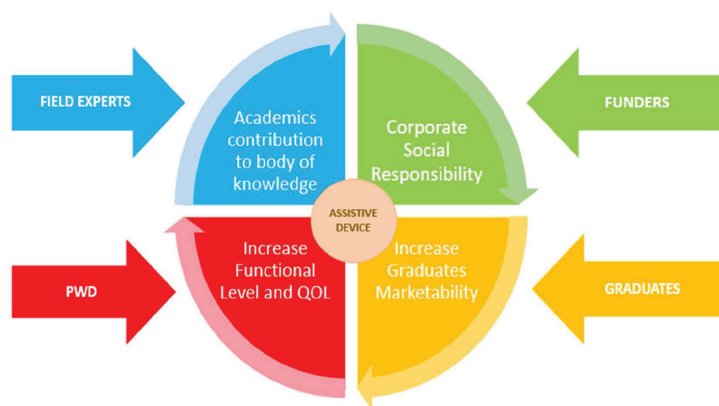 FIELD EXPERTS
Academics
contribution
to body of
knowledge
Corporate
Social
Responsibility
FUNDERS
ASSISTIVE
DEVICE
PWD
Increase
Functional
Level and QOL
Increase
Graduates
Marketability
GRADUATES